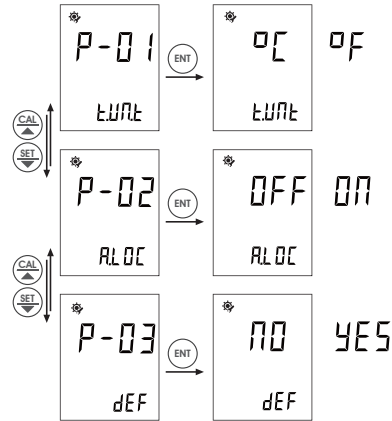 P-01 ENT °C °F
t.UNt t.UNt
CAL
SET
P-02 ENT OFF ON
A.LOC A.LOC
CAL
SET
P-03 ENT NO YES
dEF dEF